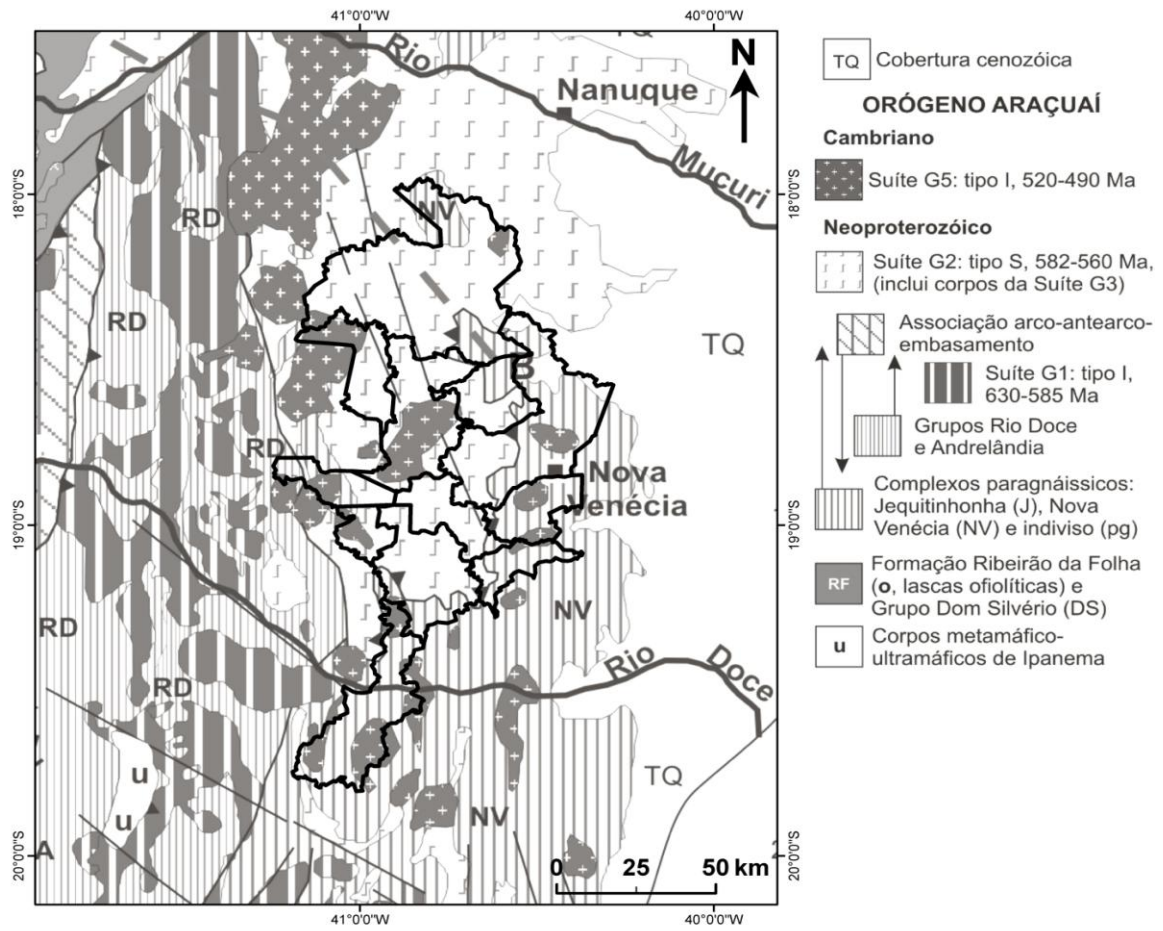 41°0'0"W
40°0'0"W
Rio
Nanuque
Mucuri
N
18°0'0"S
18°0'0"S
NV
RD
RD
TQ
B
RD
Nova
Venécia
19°0'0"S
19°0'0"S
NV
RD
Rio
Doce
RD
u
u
TQ
NV
A
20°0'0"S
20°0'0"S
0 25 50 km
41°0'0"W
40°0'0"W
TQ Cobertura cenozóica
ORÓGENO ARAÇUAÍ
Cambriano
Suíte G5: tipo I, 520-490 Ma
Neoproterozóico
Suíte G2: tipo S, 582-560 Ma,
(inclui corpos da Suíte G3)
Associação arco-antearco-
embasamento
Suíte G1: tipo I,
630-585 Ma
Grupos Rio Doce
e Andrelândia
Complexos paragnáissicos:
Jequitinhonha (J), Nova
Venécia (NV) e indiviso (pg)
RF Formação Ribeirão da Folha
(o, lascas ofiolíticas) e
Grupo Dom Silvério (DS)
u Corpos metamáfico-
ultramáficos de Ipanema